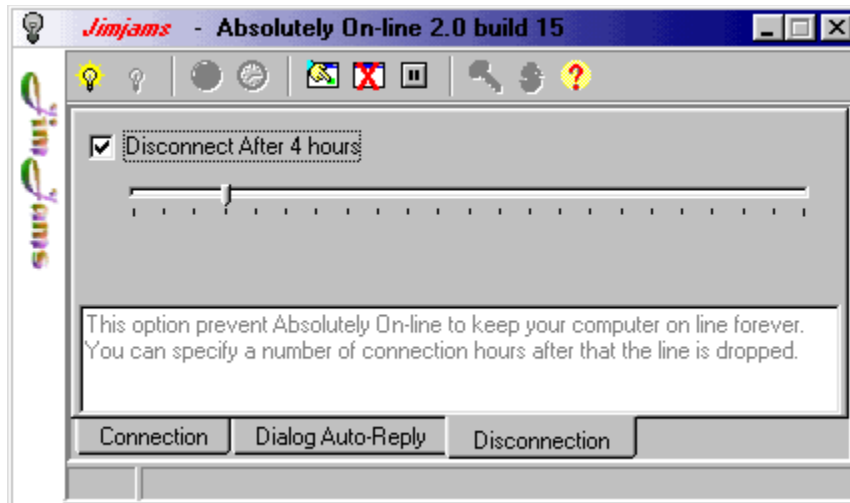 Jimjams - Absolutely On-line 2.0 build 15
JimJams
Disconnect After 4 hours
This option prevent Absolutely On-line to keep your computer on line forever.
You can specify a number of connection hours after that the line is dropped.
Connection Dialog Auto-Reply Disconnection